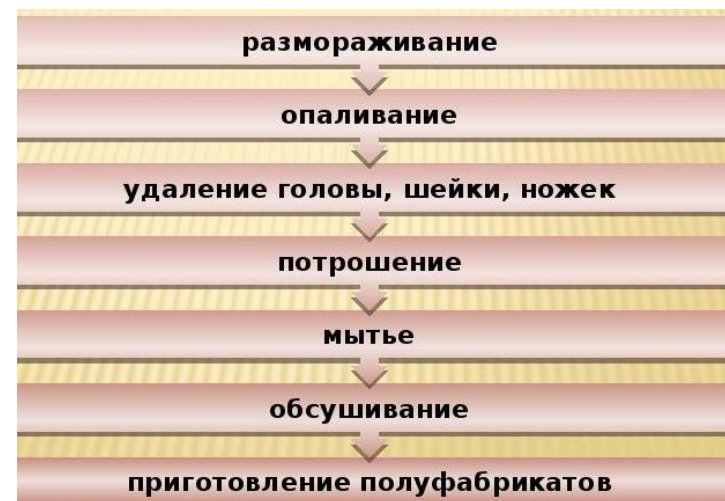 размораживание
опаливание
удаление головы, шейки, ножек
потрошение
мытье
обсушивание
приготовление полуфабрикатов